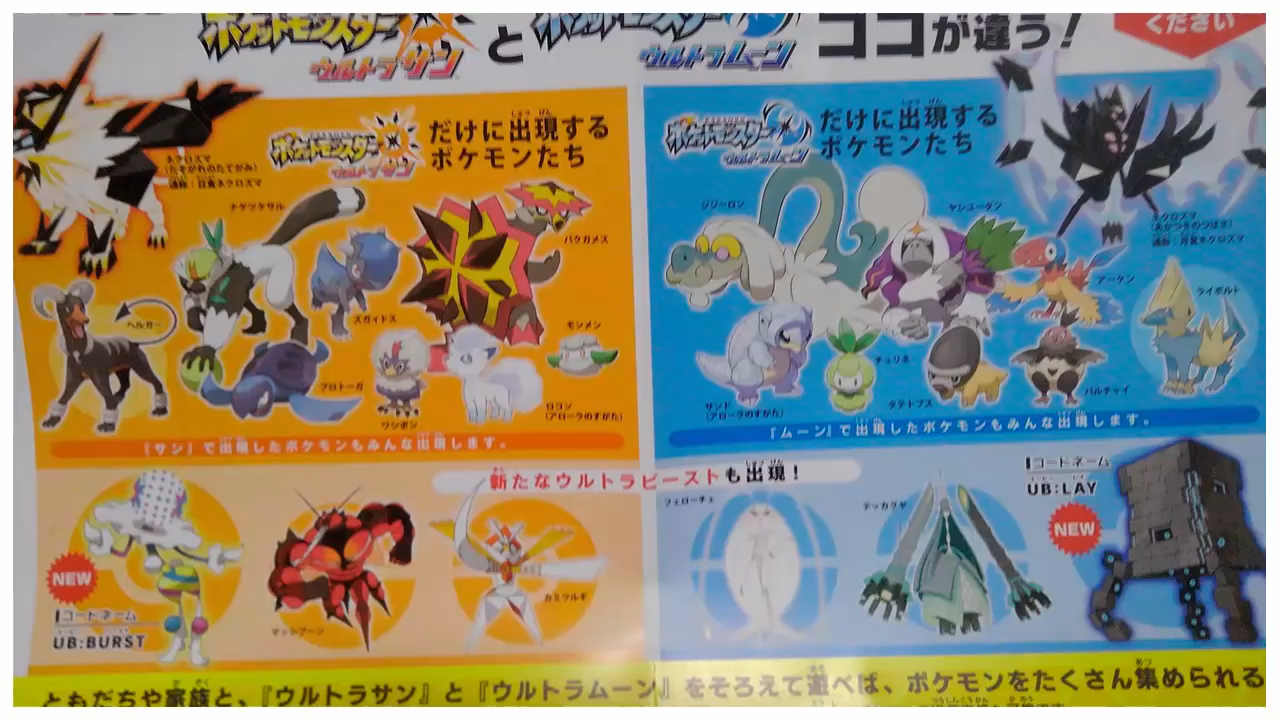 ポケットモンスター ウルトラサン と ポケットモンスター ウルトラムーン ココが違う!
ください
ポケットモンスター ウルトラサン
だけに出現する
ポケモンたち
ネクロズマ
(たそがれのたてがみ)
通称:日食ネクロズマ
ナゲツケサル
バクガメス
ズガイドス
ヘルガー
モンメン
プロトーガ
ワシボン
ロコン
(アローラのすがた)
『サン』で出現したポケモンもみんな出現します。
ポケットモンスター ウルトラムーン
だけに出現する
ポケモンたち
ジジーロン
ヤレユータン
ネクロズマ
(あかつきのつばさ)
通称:月食ネクロズマ
アーケン
ライボルト
チュリネ
サンド
(アローラのすがた)
タテトプス
バルチャイ
『ムーン』で出現したポケモンもみんな出現します。
新たなウルトラビーストも出現!
NEW
コードネーム
UB:BURST
マッシブーン
カミツルギ
フェローチェ
テッカグヤ
コードネーム
UB:LAY
NEW
ともだちや家族と、『ウルトラサン』と『ウルトラムーン』をそろえて遊べば、ポケモンをたくさん集められる